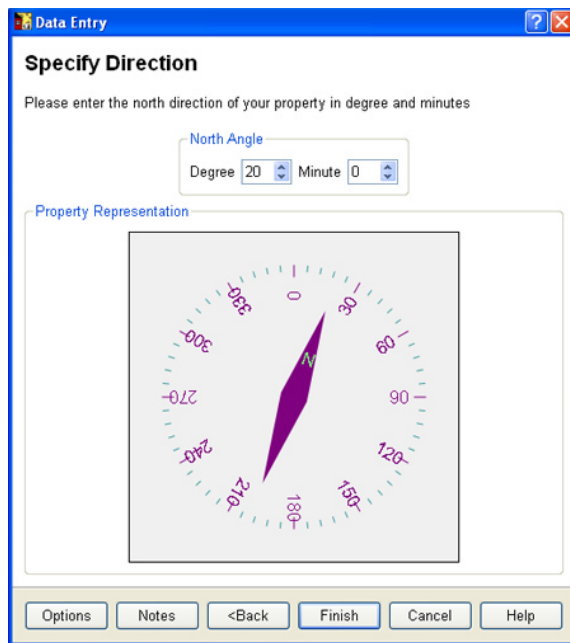 Data Entry
Specify Direction
Please enter the north direction of your property in degree and minutes
North Angle
Degree 20 Minute 0
Property Representation
0
30
60
90
120
150
180
210
240
270
300
330
N
Options Notes <Back Finish Cancel Help